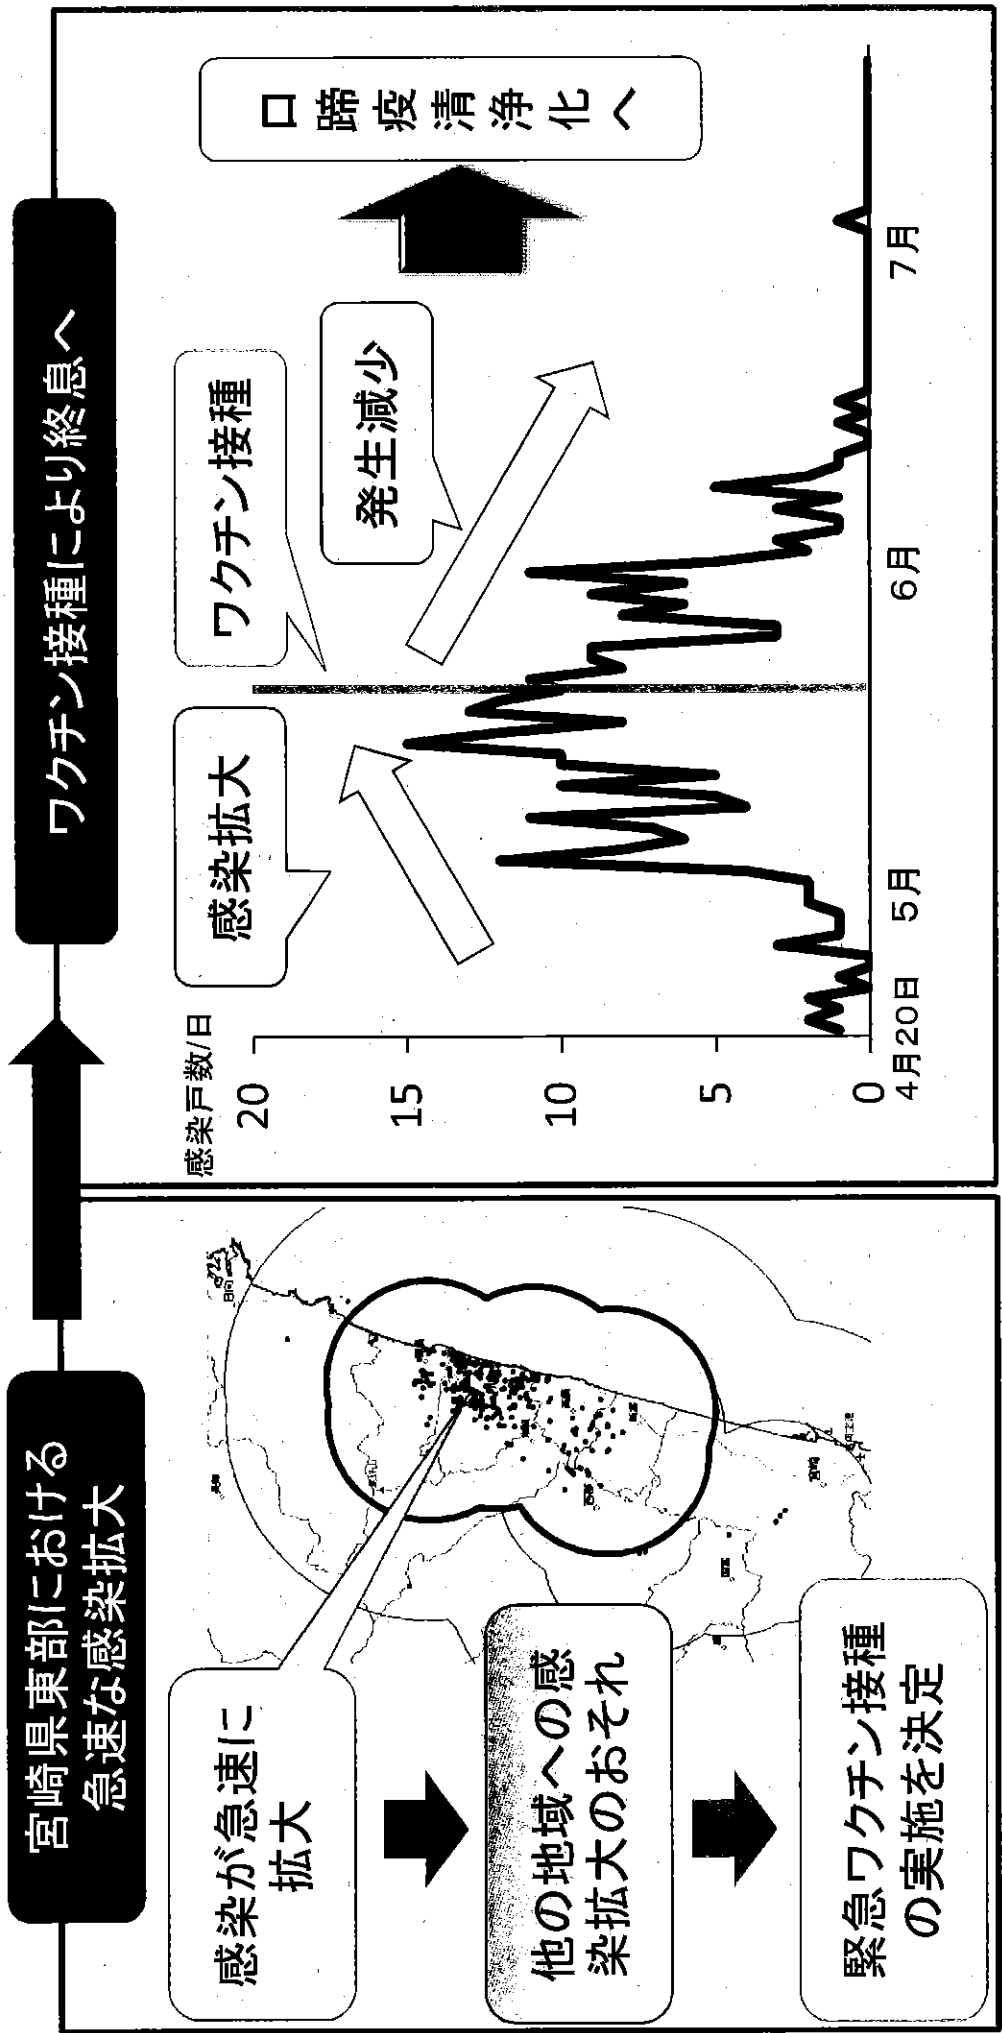 宮崎県東部における
急速な感染拡大
感染が急速に
拡大
他の地域への感
染拡大のおそれ
緊急ワクチン接種
の実施を決定
日向
ワクチン接種により終息へ
感染戸数/日
20
15
10
5
0
感染拡大
ワクチン接種
発生減少
口蹄疫清浄化へ
4月20日
5月
6月
7月